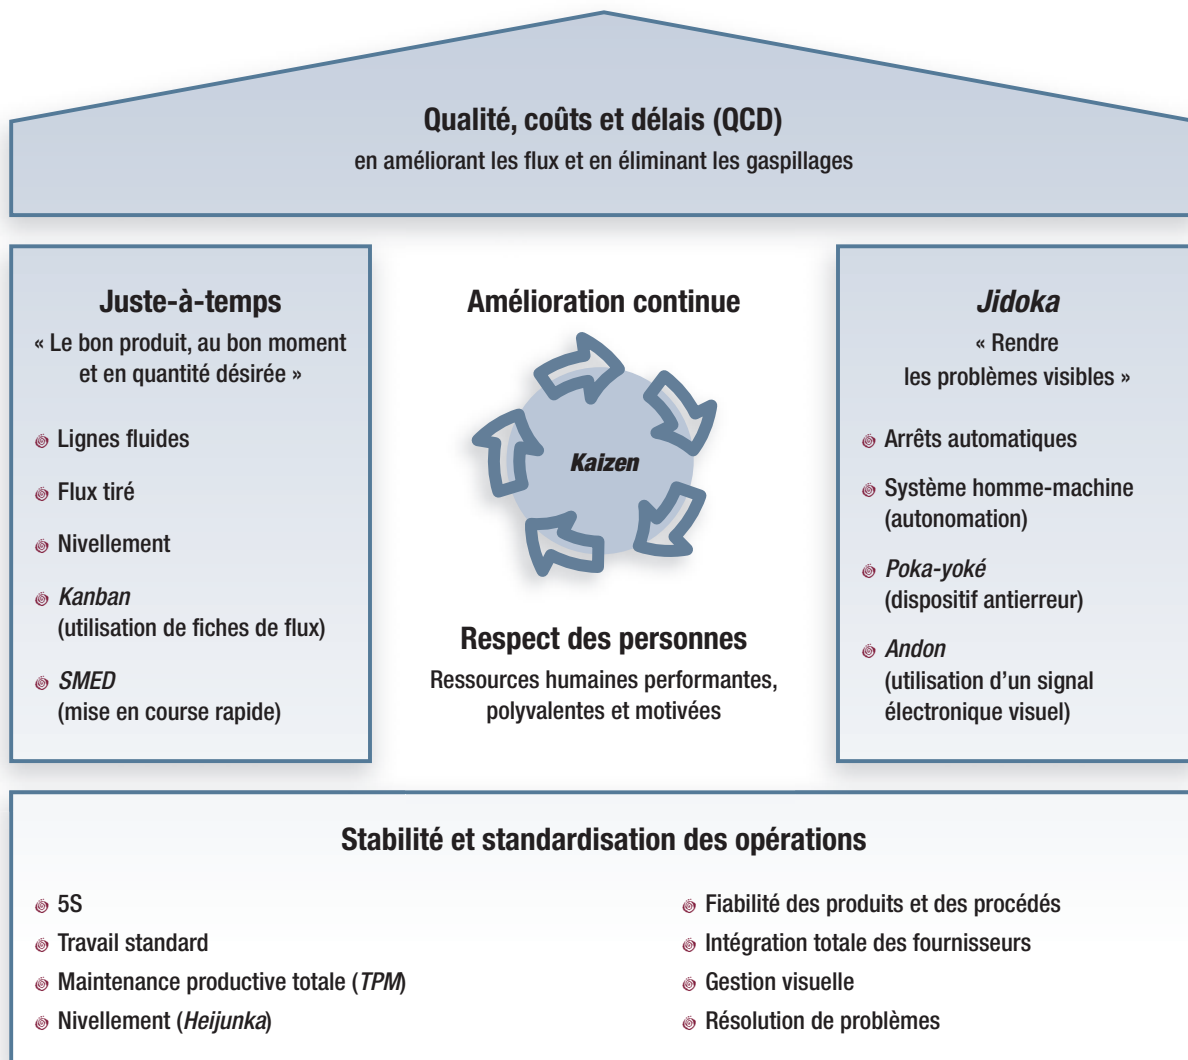 Qualité, coûts et délais (QCD)
en améliorant les flux et en éliminant les gaspillages
Juste-à-temps
« Le bon produit, au bon moment
et en quantité désirée »
Lignes fluides
Flux tiré
Nivellement
Kanban
(utilisation de fiches de flux)
SMED
(mise en course rapide)
Amélioration continue
Kaizen
Respect des personnes
Ressources humaines performantes,
polyvalentes et motivées
Jidoka
« Rendre
les problèmes visibles »
Arrêts automatiques
Système homme-machine
(autonomation)
Poka-yoké
(dispositif antierreur)
Andon
(utilisation d’un signal
électronique visuel)
Stabilité et standardisation des opérations
5S
Travail standard
Maintenance productive totale (TPM)
Nivellement (Heijunka)
Fiabilité des produits et des procédés
Intégration totale des fournisseurs
Gestion visuelle
Résolution de problèmes